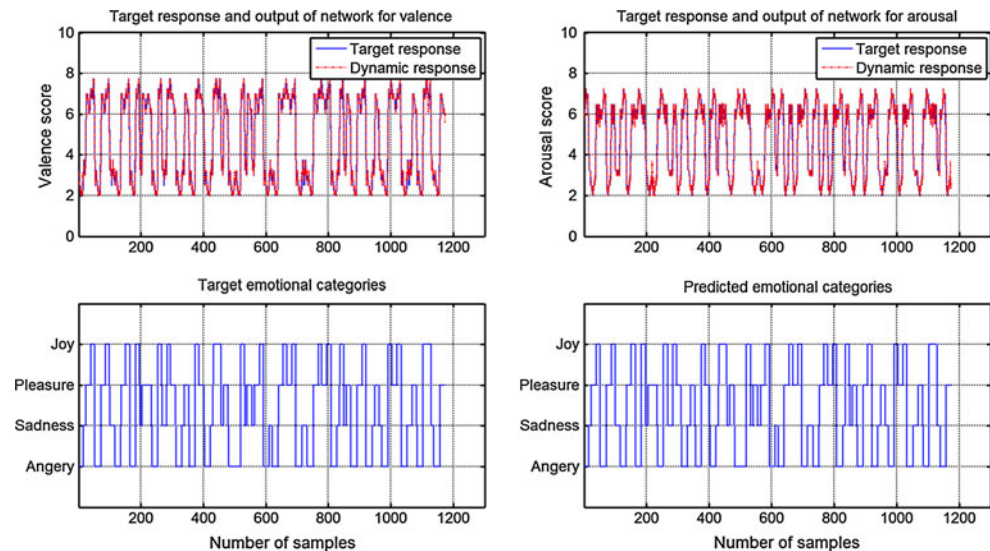 Target response and output of network for valence
10
8
6
4
2
0
Valence score
Target response
Dynamic response
200 400 600 800 1000 1200
Target response and output of network for arousal
10
8
6
4
2
0
Arousal score
Target response
Dynamic response
200 400 600 800 1000 1200
Target emotional categories
Joy
Pleasure
Sadness
Angery
200 400 600 800 1000 1200
Number of samples
Predicted emotional categories
Joy
Pleasure
Sadness
Angery
200 400 600 800 1000 1200
Number of samples